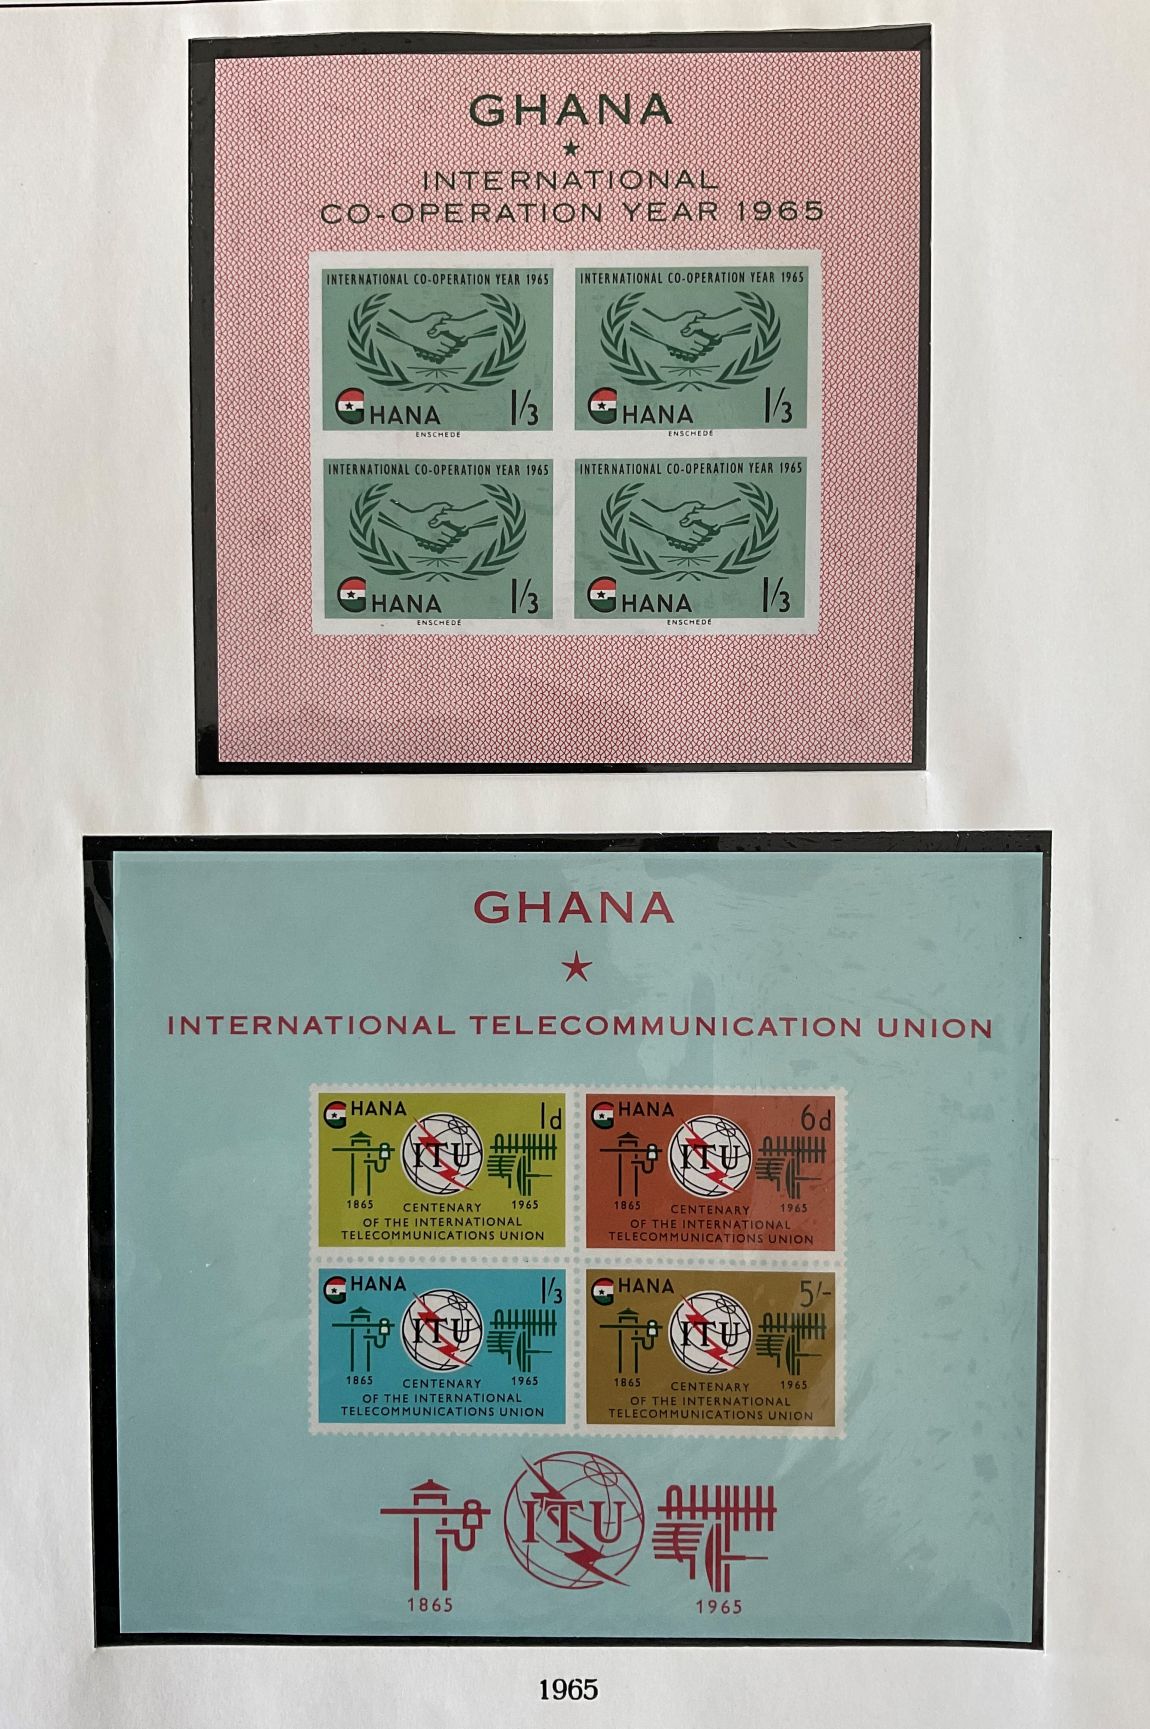 GHANA
INTERNATIONAL
CO-OPERATION YEAR 1965
INTERNATIONAL CO-OPERATION YEAR 1965
GHANA 1/3
ENSCHEDÉ
INTERNATIONAL CO-OPERATION YEAR 1965
GHANA 1/3
ENSCHEDÉ
INTERNATIONAL CO-OPERATION YEAR 1965
GHANA 1/3
ENSCHEDÉ
INTERNATIONAL CO-OPERATION YEAR 1965
GHANA 1/3
ENSCHEDÉ
GHANA
INTERNATIONAL TELECOMMUNICATION UNION
GHANA 1d
ITU
1865 1965
CENTENARY
OF THE INTERNATIONAL
TELECOMMUNICATIONS UNION
GHANA 6d
ITU
1865 1965
CENTENARY
OF THE INTERNATIONAL
TELECOMMUNICATIONS UNION
GHANA 1/3
ITU
1865 1965
CENTENARY
OF THE INTERNATIONAL
TELECOMMUNICATIONS UNION
GHANA 5/-
ITU
1865 1965
CENTENARY
OF THE INTERNATIONAL
TELECOMMUNICATIONS UNION
ITU
1865 1965
1965